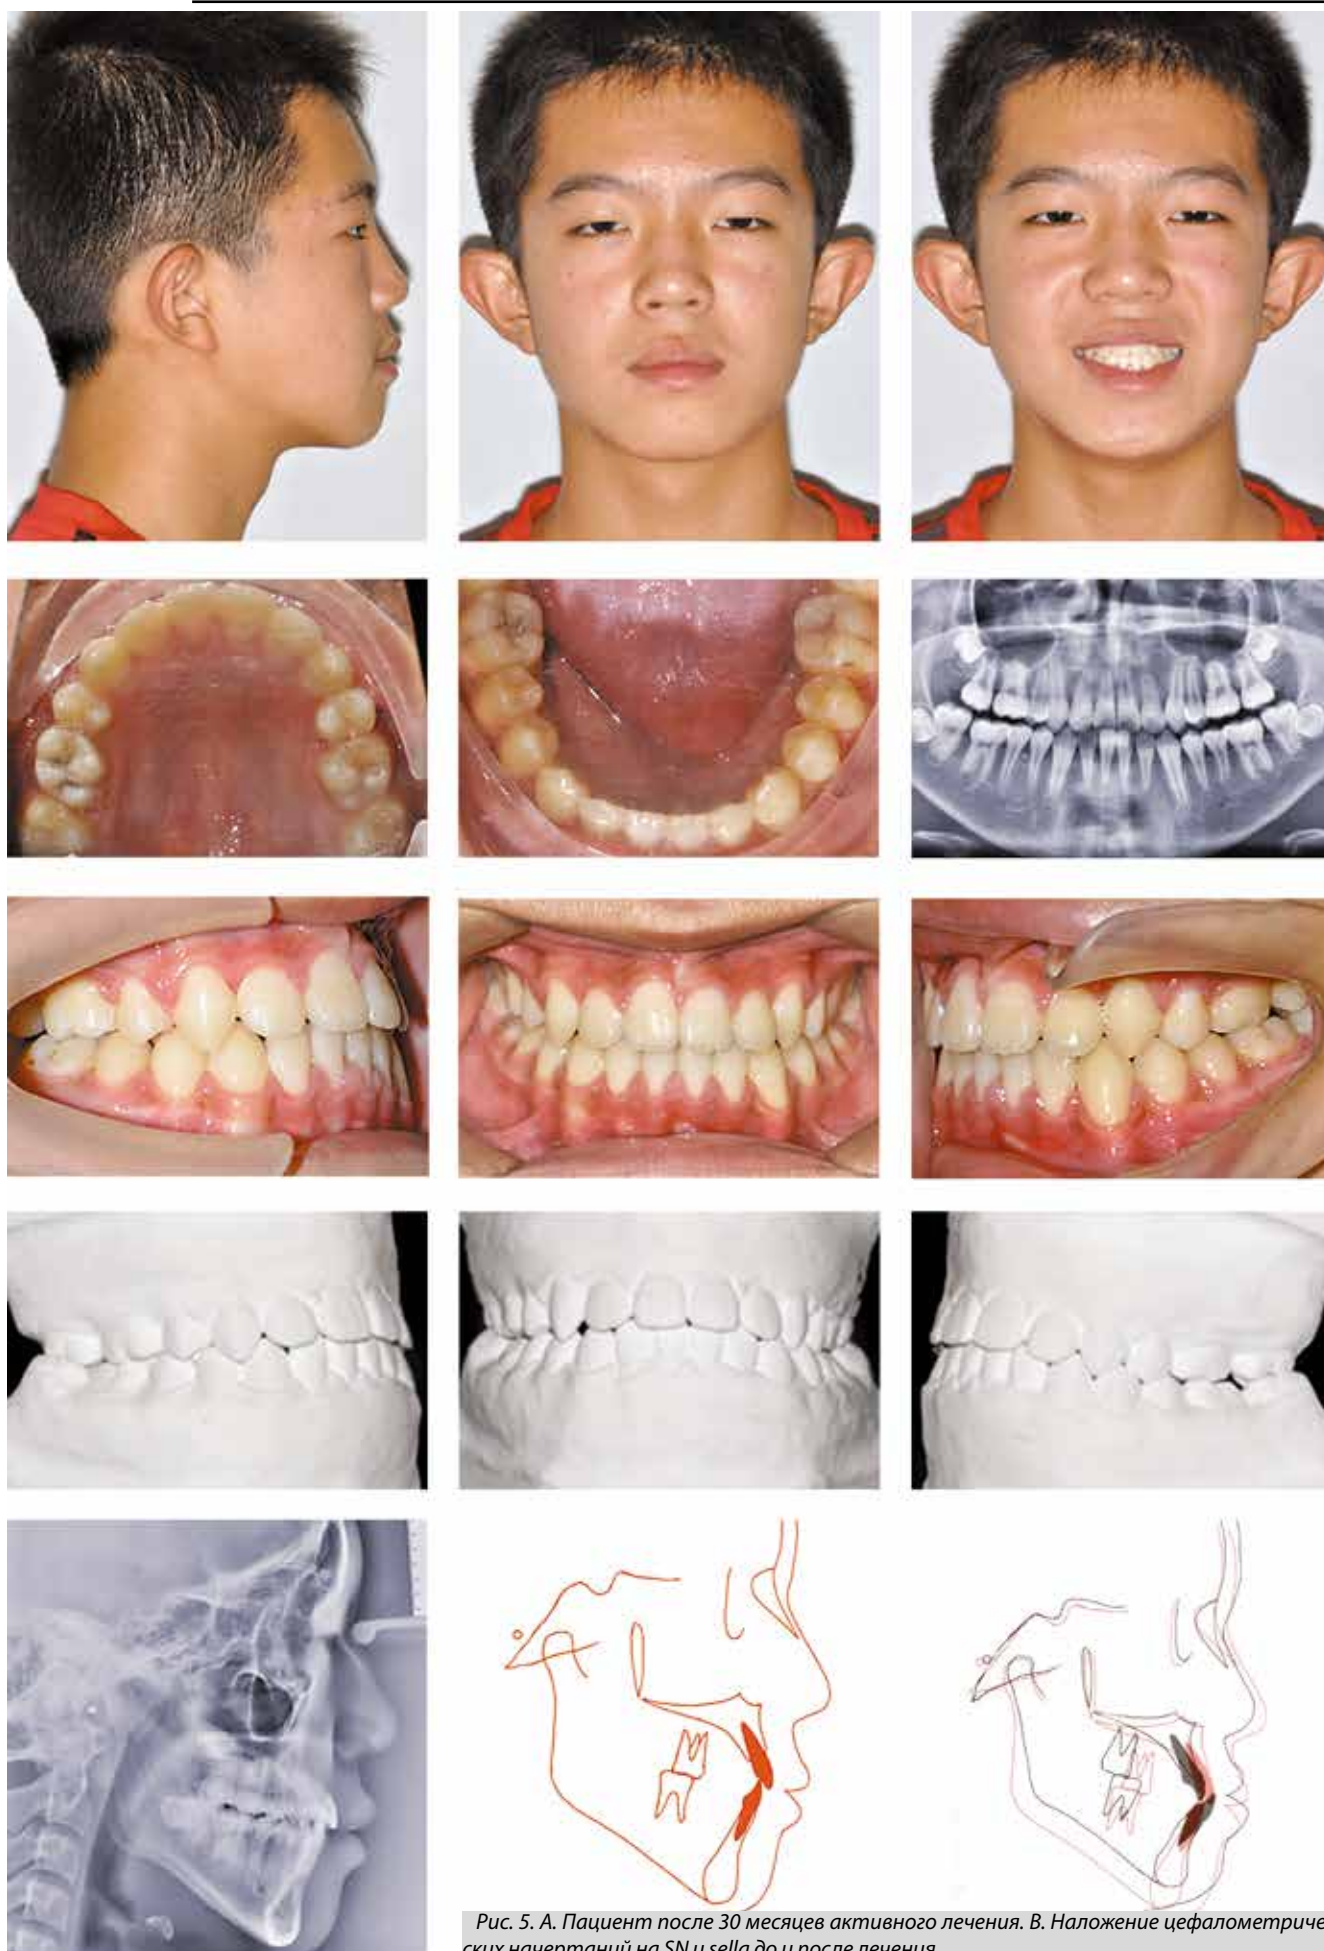 Рис. 5. А. Пациент после 30 месяцев активного лечения. В. Наложение цефалометриче-
ских начертаний на SN и sella до и после лечения